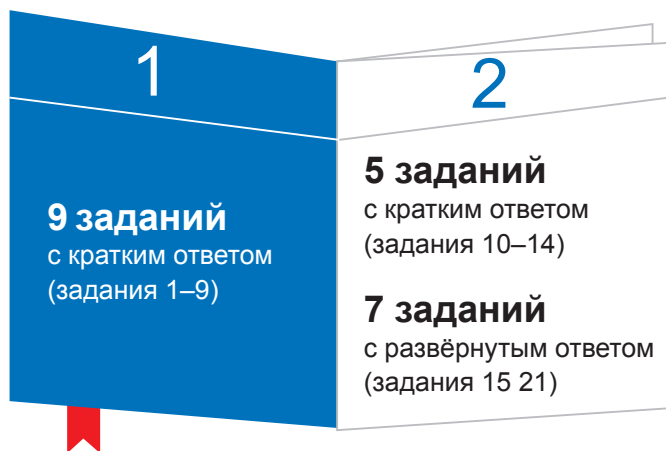 1
9 заданий
с кратким ответом
(задания 1–9)
2
5 заданий
с кратким ответом
(задания 10–14)
7 заданий
с развёрнутым ответом
(задания 15 21)